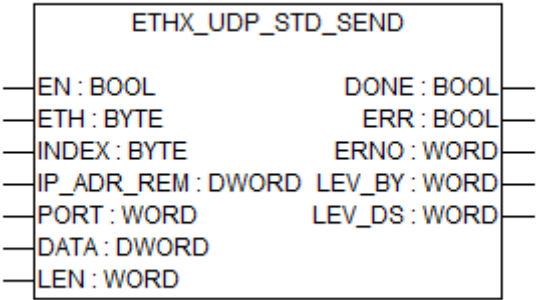 ETHX_UDP_STD_SEND
EN : BOOL DONE : BOOL
ETH : BYTE ERR : BOOL
INDEX : BYTE ERNO : WORD
IP_ADR_REM : DWORD LEV_BY : WORD
PORT : WORD LEV_DS : WORD
DATA : DWORD
LEN : WORD